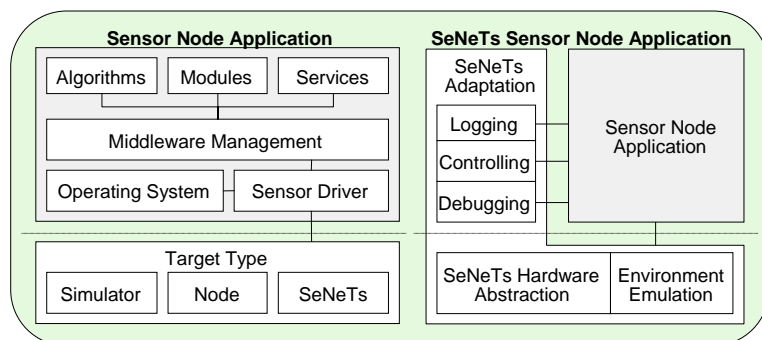 Sensor Node Application
Algorithms
Modules
Services
Middleware Management
Operating System
Sensor Driver
Target Type
Simulator
Node
SeNeTs
SeNeTs Sensor Node Application
SeNeTs
Adaptation
Logging
Controlling
Debugging
Sensor Node
Application
SeNeTs Hardware
Abstraction
Environment
Emulation